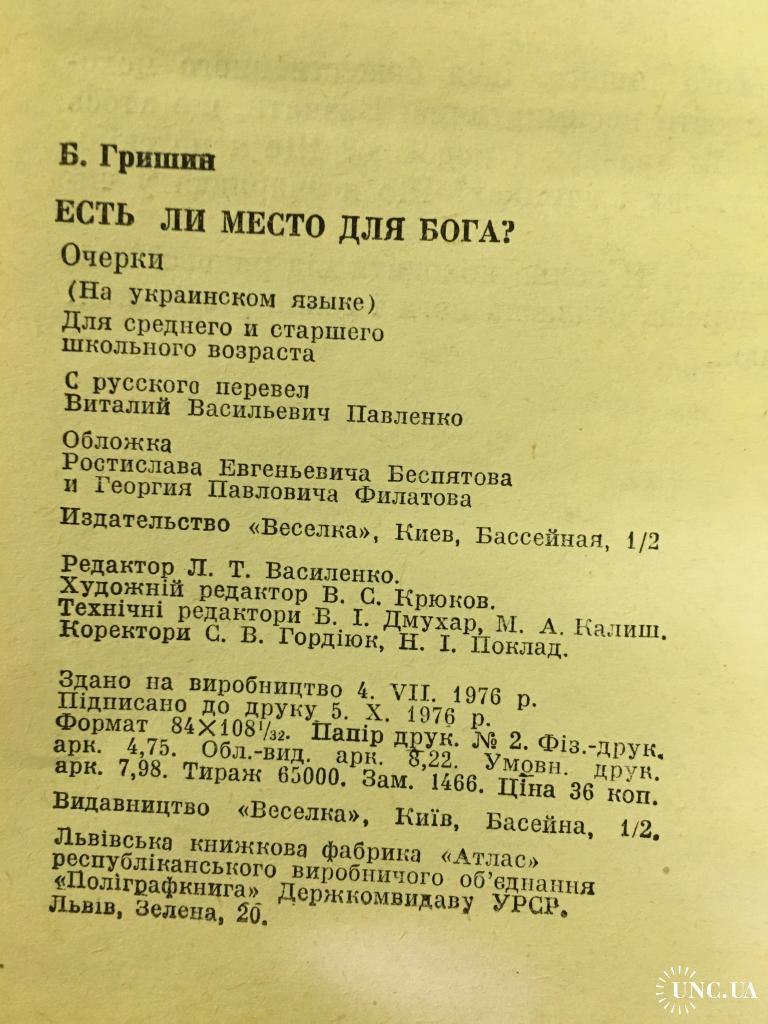 Б. Гришин
ЕСТЬ ЛИ МЕСТО ДЛЯ БОГА?
Очерки
(На украинском языке)
Для среднего и старшего
школьного возраста
С русского перевел
Виталий Васильевич Павленко
Обложка
Ростислава Евгеньевича Беспятова
и Георгия Павловича Филатова
Издательство «Веселка», Киев, Бассейная, 1/2
Редактор Л. Т. Василенко.
Художній редактор В. С. Крюков.
Технічні редактори В. І. Дмухар, М. А. Калиш.
Коректори С. В. Гордіюк, Н. І. Поклад.
Здано на виробництво 4. VII. 1976 р.
Підписано до друку 5. X. 1976 р.
Формат 84×108 1/32. Папір друк. № 2. Фіз.-друк.
арк. 4,75. Обл.-вид. арк. 8,22. Умовн. друк.
арк. 7,98. Тираж 65000. Зам. 1466. Ціна 36 коп.
Видавництво «Веселка», Київ, Басейна, 1/2.
Львівська книжкова фабрика «Атлас»
республіканського виробничого об'єднання
«Поліграфкнига» Держкомвидаву УРСР.
Львів, Зелена, 20.
UNC.UA